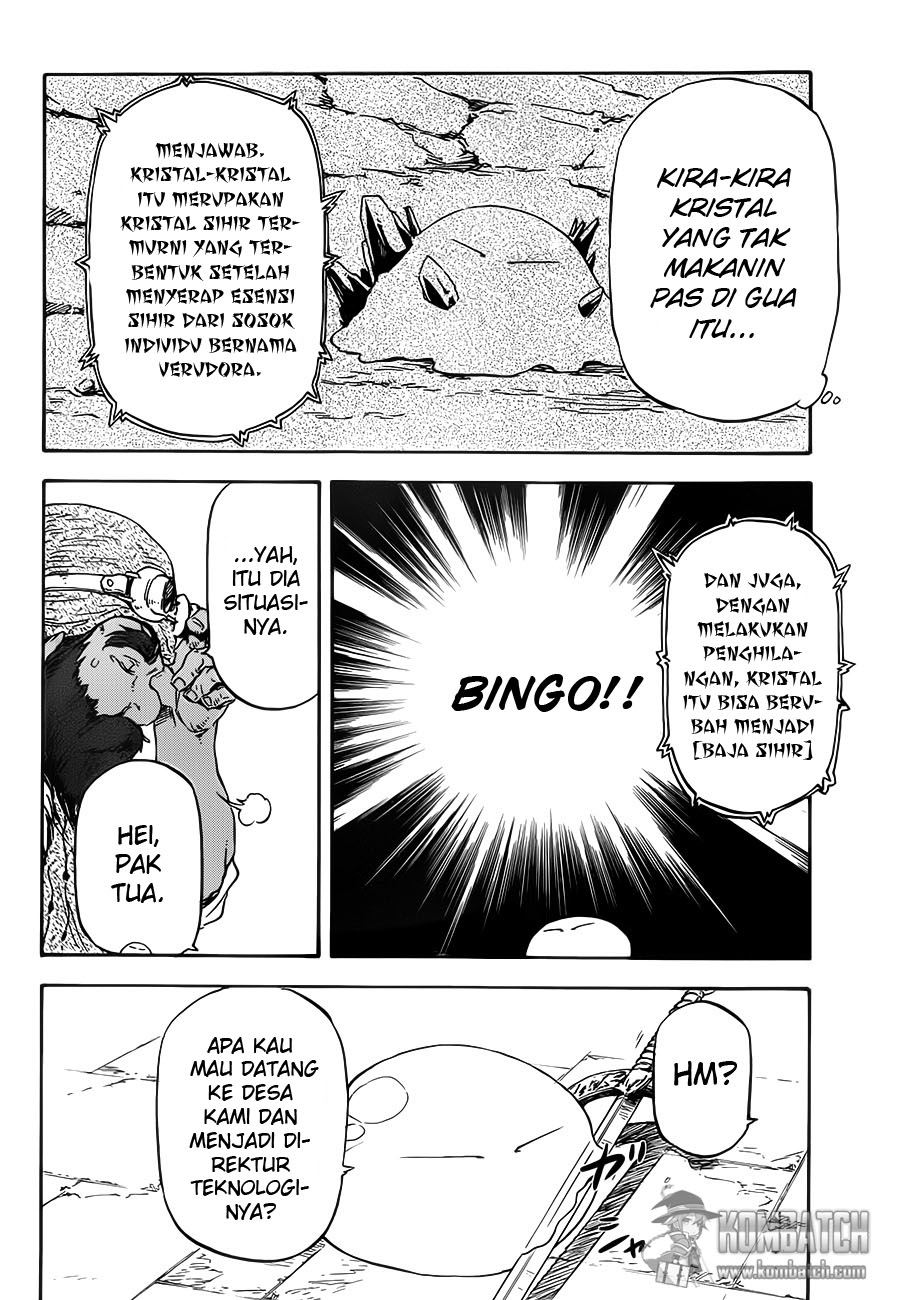 KIRA-KIRA
KRISTAL
YANG TAK
MAKANIN
PAS DI GUA
ITU...
MENJAWAB.
KRISTAL-KRISTAL
ITU MERUPAKAN
KRISTAL SIHIR TER-
MURNI YANG TER-
BENTUK SETELAH
MENYERAP ESENSI
SIHIR DARI SOSOK
INDIVIDU BERNAMA
VERUDORA.
DAN JUGA,
DENGAN
MELAKUKAN
PENGHILA-
NGAN, KRISTAL
ITU BISA BERU-
BAH MENJADI
[BAJA SIHIR]
BINGO!!
...YAH,
ITU DIA
SITUASI-
NYA.
HEI,
PAK
TUA.
HM?
APA KAU
MAU DATANG
KE DESA
KAMI DAN
MENJADI DI-
REKTUR
TEKNOLOGI-
NYA?
KOMBATCH
www.kombatch.com